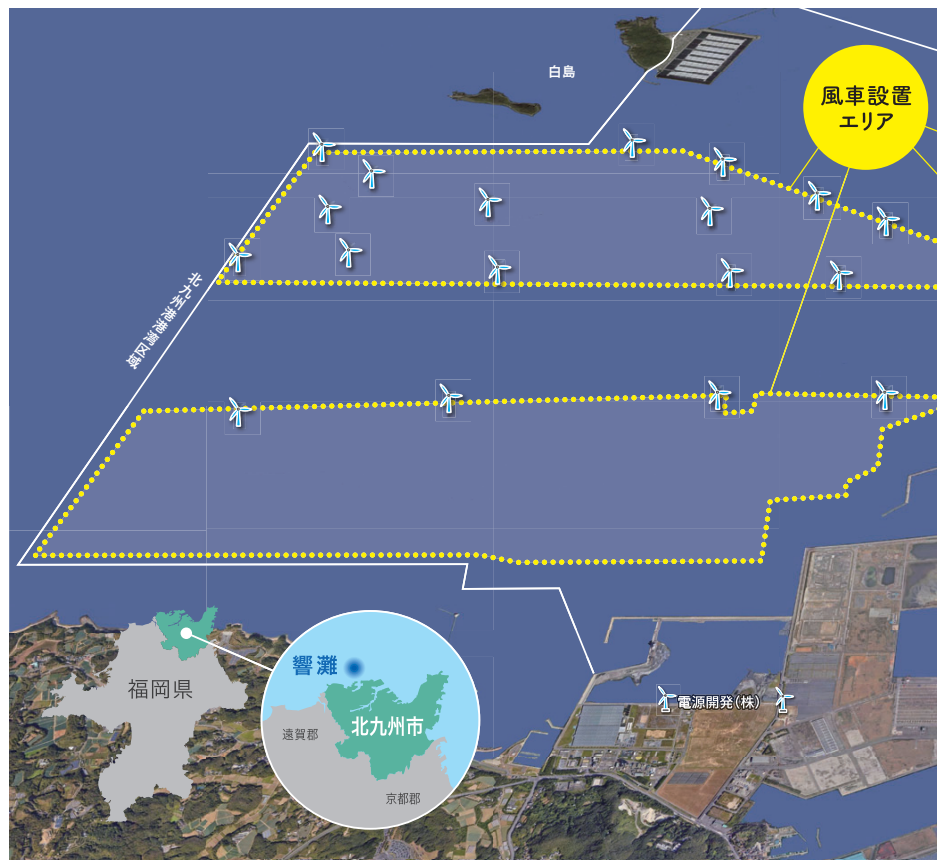 白島
風車設置
エリア
北九州港港湾区域
福岡県
響灘
北九州市
遠賀郡
京都郡
電源開発(株)